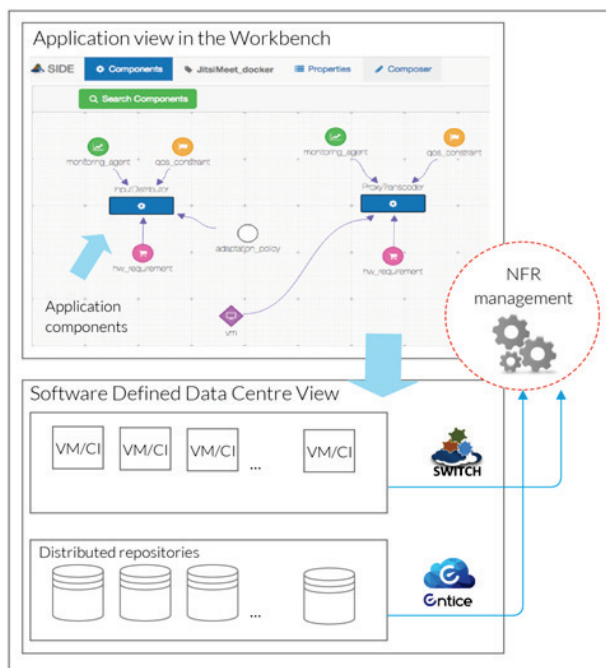 Application view in the Workbench
SIDE Components JitsiMeet_docker Properties Composer
Search Components
monitoring_agent qos_constraint monitoring_agent qos_constraint
InputDistributor ProxyTranscoder
adaptation_policy
hw_requirement hw_requirement
Application
components
vm
NFR
management
Software Defined Data Centre View
VM/CI VM/CI VM/CI ... VM/CI
SWITCH
Distributed repositories
...
entice